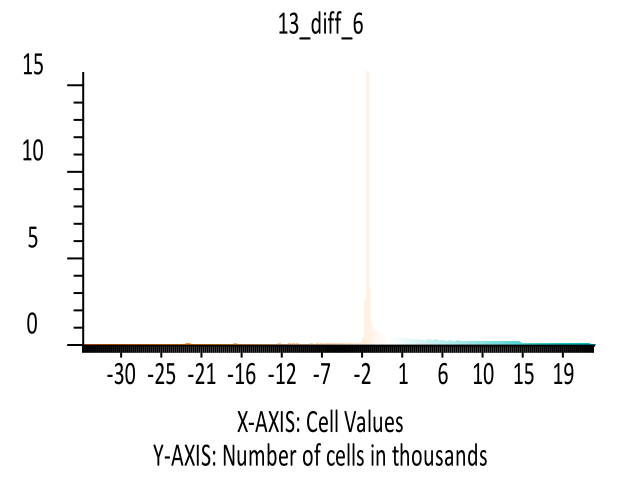 13_diff_6
15
10
5
0
-30 -25 -21 -16 -12 -7 -2 1 6 10 15 19
X-AXIS: Cell Values
Y-AXIS: Number of cells in thousands